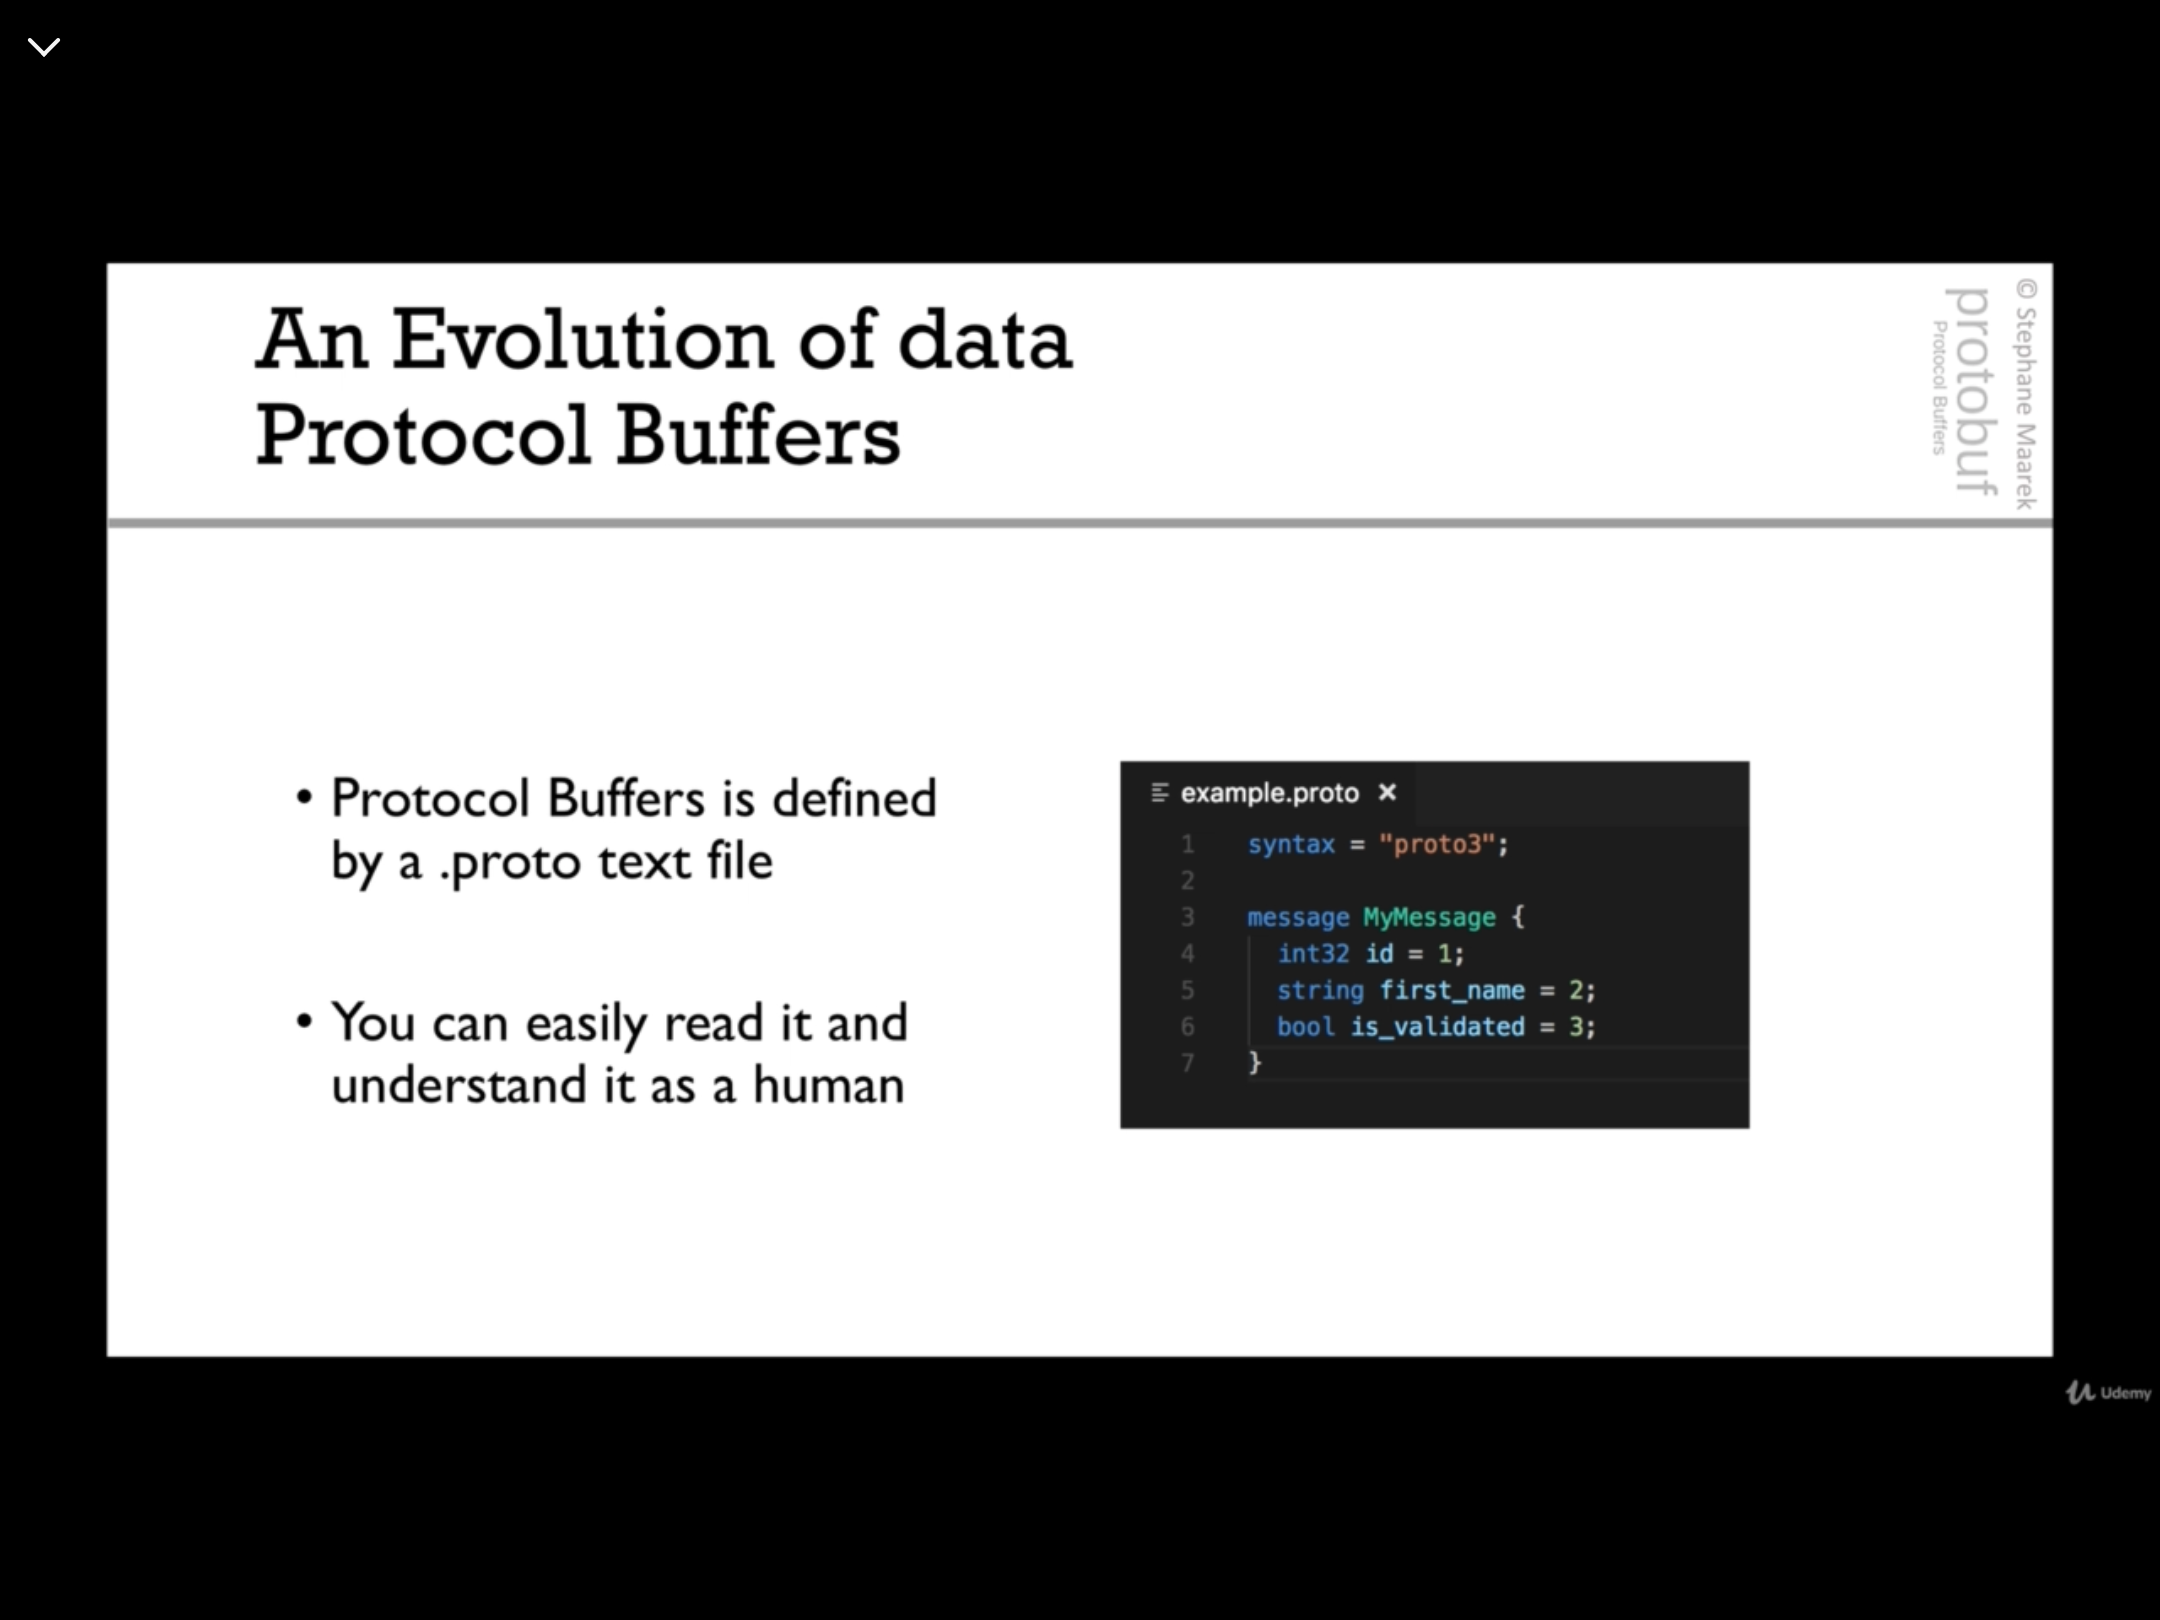 An Evolution of data
Protocol Buffers
© Stephane Maarek
protobuf
Protocol Buffers
• Protocol Buffers is defined
by a .proto text file
• You can easily read it and
understand it as a human
example.proto
1 syntax = "proto3";
2
3 message MyMessage {
4 int32 id = 1;
5 string first_name = 2;
6 bool is_validated = 3;
7 }
Udemy